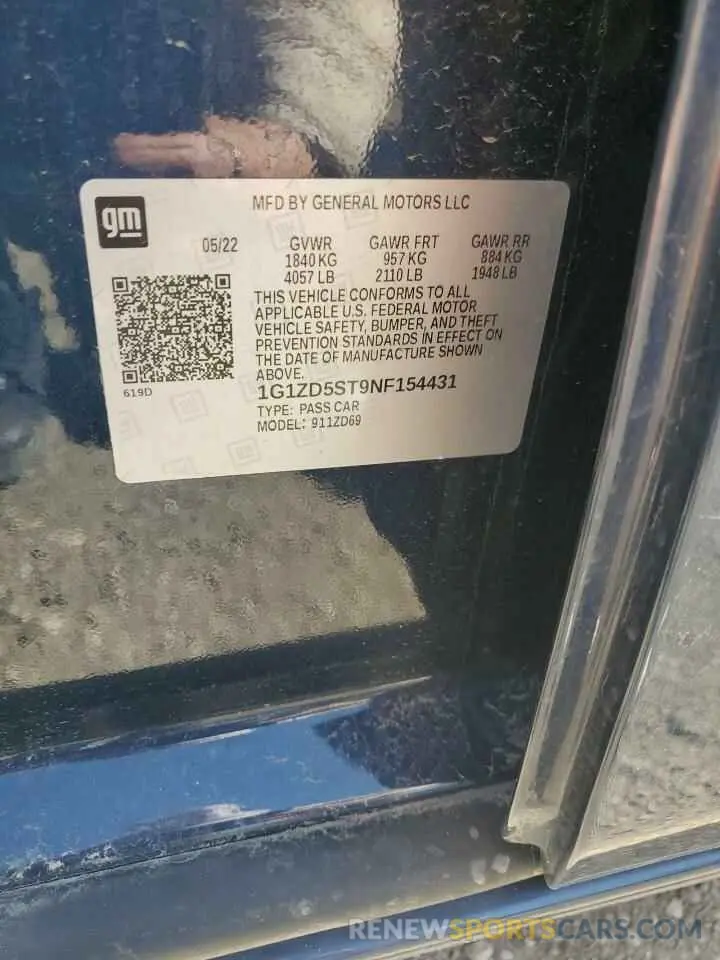 MFD BY GENERAL MOTORS LLC
gm
05/22 GVWR GAWR FRT GAWR RR
1840 KG 957 KG 884 KG
4057 LB 2110 LB 1948 LB
THIS VEHICLE CONFORMS TO ALL
APPLICABLE U.S. FEDERAL MOTOR
VEHICLE SAFETY, BUMPER, AND THEFT
PREVENTION STANDARDS IN EFFECT ON
THE DATE OF MANUFACTURE SHOWN
ABOVE.
619D
1G1ZD5ST9NF154431
TYPE: PASS CAR
MODEL: 911ZD69
RENEWSPORTSCARS.COM